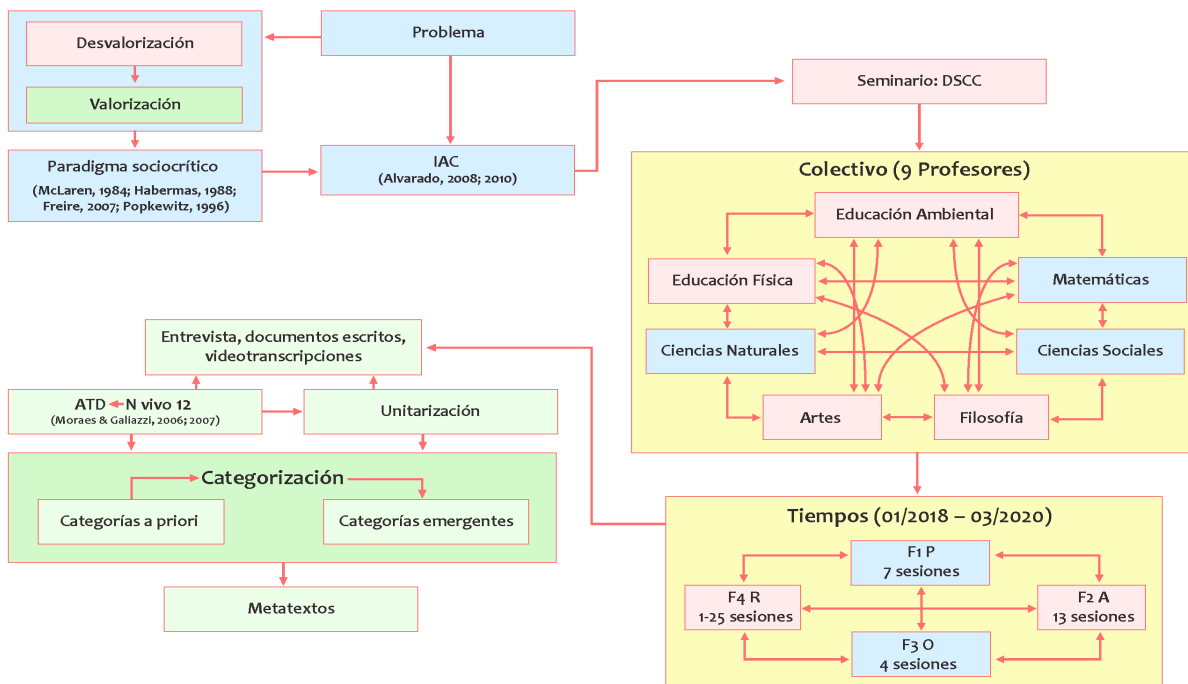 Problema
Desvalorización
Valorización
Paradigma sociocrítico
(McLaren, 1984; Habermas, 1988;
Freire, 2007; Popkewitz, 1996)
IAC
(Alvarado, 2008; 2010)
Seminario: DSCC
Colectivo (9 Profesores)
Educación Ambiental
Educación Física
Matemáticas
Ciencias Naturales
Ciencias Sociales
Artes
Filosofía
Tiempos (01/2018 – 03/2020)
F1 P
7 sesiones
F4 R
1-25 sesiones
F2 A
13 sesiones
F3 O
4 sesiones
Entrevista, documentos escritos,
videotranscripciones
ATD N vivo 12
(Moraes & Galiazzi, 2006; 2007)
Unitarización
Categorización
Categorías a priori
Categorías emergentes
Metatextos